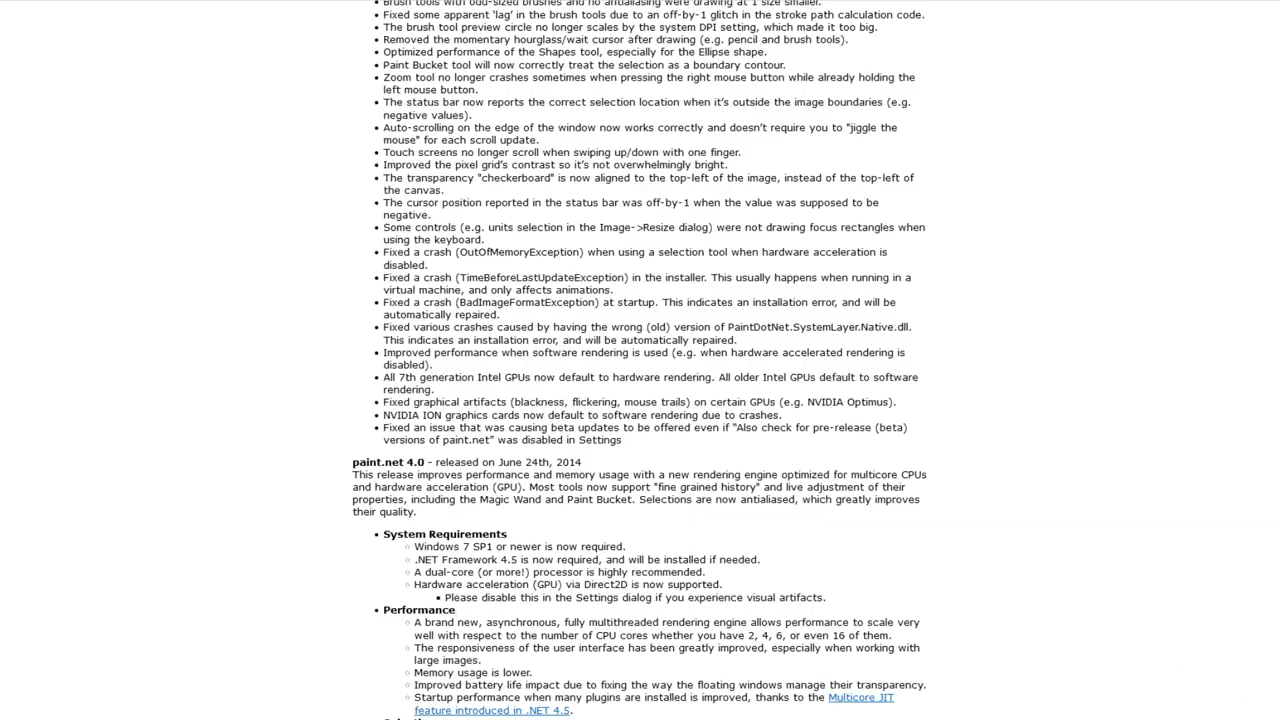 Brush tools with odd-sized brushes and no antialiasing were drawing at 1 size smaller.
Fixed some apparent ‘lag’ in the brush tools due to an off-by-1 glitch in the stroke path calculation code.
The brush tool preview circle no longer scales by the system DPI setting, which made it too big.
Removed the momentary hourglass/wait cursor after drawing (e.g. pencil and brush tools).
Optimized performance of the Shapes tool, especially for the Ellipse shape.
Paint Bucket tool will now correctly treat the selection as a boundary contour.
Zoom tool no longer crashes sometimes when pressing the right mouse button while already holding the
left mouse button.
The status bar now reports the correct selection location when it’s outside the image boundaries (e.g.
negative values).
Auto-scrolling on the edge of the window now works correctly and doesn’t require you to "jiggle the
mouse" for each scroll update.
Touch screens no longer scroll when swiping up/down with one finger.
Improved the pixel grid’s contrast so it’s not overwhelmingly bright.
The transparency "checkerboard" is now aligned to the top-left of the image, instead of the top-left of
the canvas.
The cursor position reported in the status bar was off-by-1 when the value was supposed to be
negative.
Some controls (e.g. units selection in the Image->Resize dialog) were not drawing focus rectangles when
using the keyboard.
Fixed a crash (OutOfMemoryException) when using a selection tool when hardware acceleration is
disabled.
Fixed a crash (TimeBeforeLastUpdateException) in the installer. This usually happens when running in a
virtual machine, and only affects animations.
Fixed a crash (BadImageFormatException) at startup. This indicates an installation error, and will be
automatically repaired.
Fixed various crashes caused by having the wrong (old) version of PaintDotNet.SystemLayer.Native.dll.
This indicates an installation error, and will be automatically repaired.
Improved performance when software rendering is used (e.g. when hardware accelerated rendering is
disabled).
All 7th generation Intel GPUs now default to hardware rendering. All older Intel GPUs default to software
rendering.
Fixed graphical artifacts (blackness, flickering, mouse trails) on certain GPUs (e.g. NVIDIA Optimus).
NVIDIA ION graphics cards now default to software rendering due to crashes.
Fixed an issue that was causing beta updates to be offered even if “Also check for pre-release (beta)
versions of paint.net” was disabled in Settings
paint.net 4.0 - released on June 24th, 2014
This release improves performance and memory usage with a new rendering engine optimized for multicore CPUs
and hardware acceleration (GPU). Most tools now support "fine grained history" and live adjustment of their
properties, including the Magic Wand and Paint Bucket. Selections are now antialiased, which greatly improves
their quality.
System Requirements
Windows 7 SP1 or newer is now required.
.NET Framework 4.5 is now required, and will be installed if needed.
A dual-core (or more!) processor is highly recommended.
Hardware acceleration (GPU) via Direct2D is now supported.
Please disable this in the Settings dialog if you experience visual artifacts.
Performance
A brand new, asynchronous, fully multithreaded rendering engine allows performance to scale very
well with respect to the number of CPU cores whether you have 2, 4, 6, or even 16 of them.
The responsiveness of the user interface has been greatly improved, especially when working with
large images.
Memory usage is lower.
Improved battery life impact due to fixing the way the floating windows manage their transparency.
Startup performance when many plugins are installed is improved, thanks to the Multicore JIT
feature introduced in .NET 4.5.